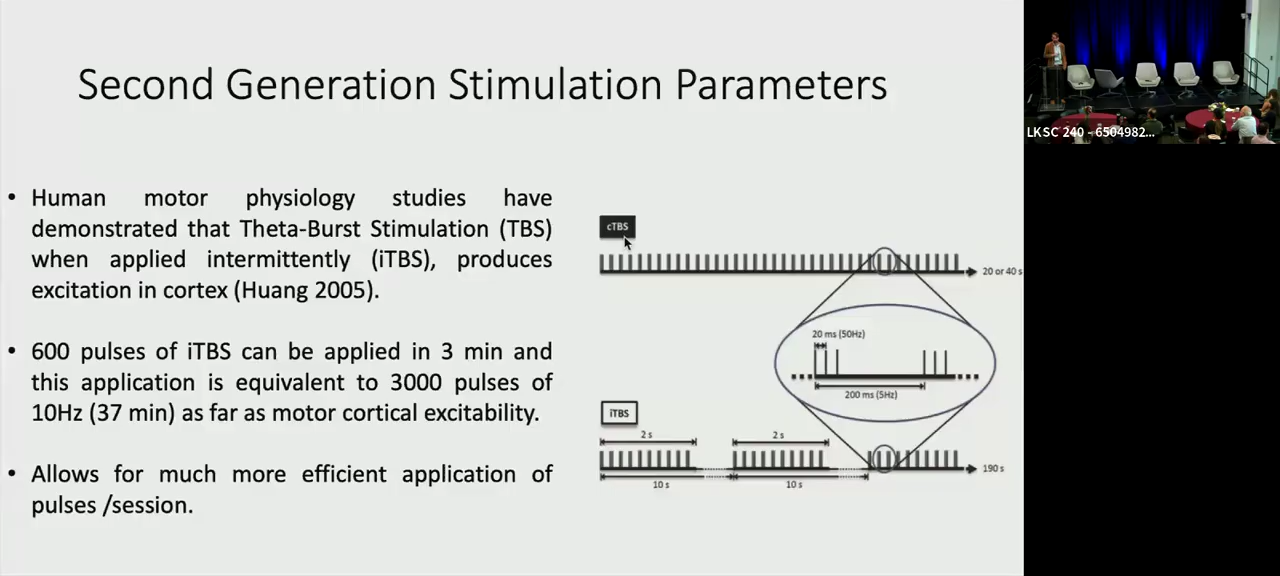 Second Generation Stimulation Parameters
• Human motor physiology studies have
demonstrated that Theta-Burst Stimulation (TBS)
when applied intermittently (iTBS), produces
excitation in cortex (Huang 2005).
• 600 pulses of iTBS can be applied in 3 min and
this application is equivalent to 3000 pulses of
10Hz (37 min) as far as motor cortical excitability.
• Allows for much more efficient application of
pulses /session.
cTBS
20 or 40 s
20 ms (50Hz)
200 ms (5Hz)
iTBS
2 s
2 s
10 s
10 s
190 s
LKSC 240 - 6504982...